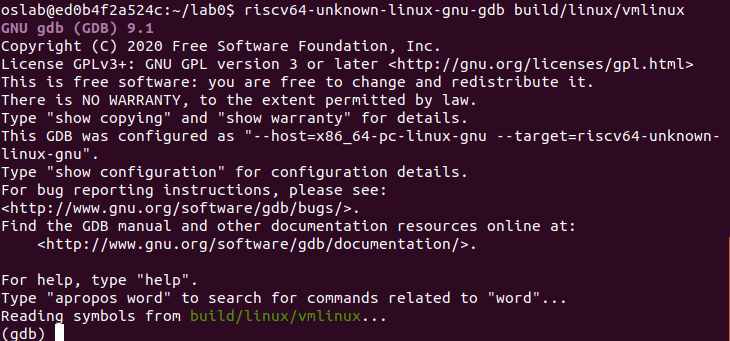 oslab@ed0b4f2a524c:~/lab0$ riscv64-unknown-linux-gnu-gdb build/linux/vmlinux
GNU gdb (GDB) 9.1
Copyright (C) 2020 Free Software Foundation, Inc.
License GPLv3+: GNU GPL version 3 or later <http://gnu.org/licenses/gpl.html>
This is free software: you are free to change and redistribute it.
There is NO WARRANTY, to the extent permitted by law.
Type "show copying" and "show warranty" for details.
This GDB was configured as "--host=x86_64-pc-linux-gnu --target=riscv64-unknown-
linux-gnu".
Type "show configuration" for configuration details.
For bug reporting instructions, please see:
<http://www.gnu.org/software/gdb/bugs/>.
Find the GDB manual and other documentation resources online at:
    <http://www.gnu.org/software/gdb/documentation/>.

For help, type "help".
Type "apropos word" to search for commands related to "word"...
Reading symbols from build/linux/vmlinux...
(gdb)